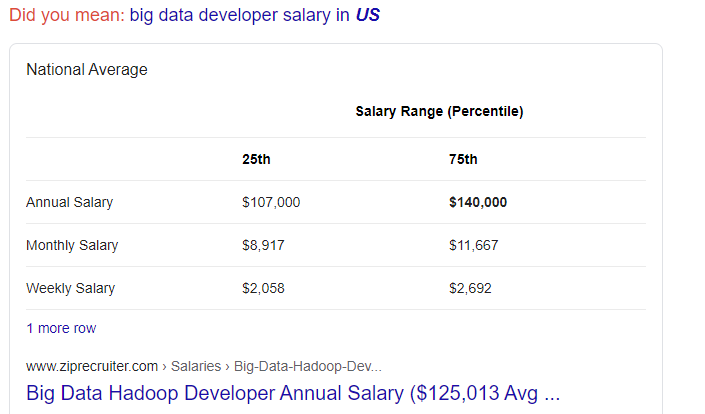 Did you mean: big data developer salary in US
National Average
Salary Range (Percentile)
25th 75th
Annual Salary $107,000 $140,000
Monthly Salary $8,917 $11,667
Weekly Salary $2,058 $2,692
1 more row
www.ziprecruiter.com › Salaries › Big-Data-Hadoop-Dev...
Big Data Hadoop Developer Annual Salary ($125,013 Avg ...